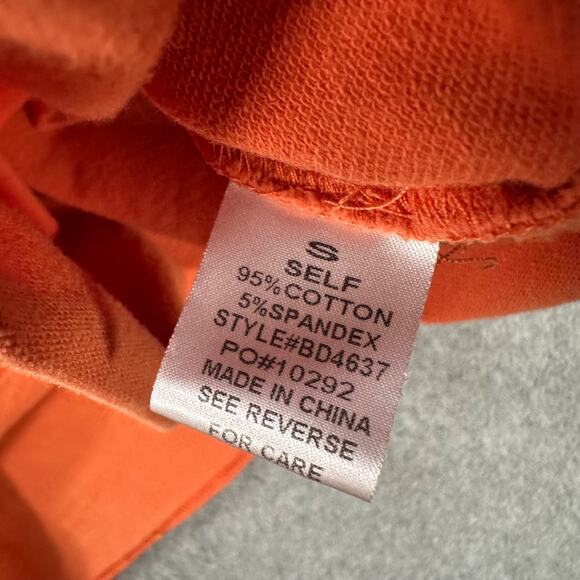 S
SELF
95%COTTON
5%SPANDEX
STYLE#BD4637
PO#10292
MADE IN CHINA
SEE REVERSE
FOR CARE